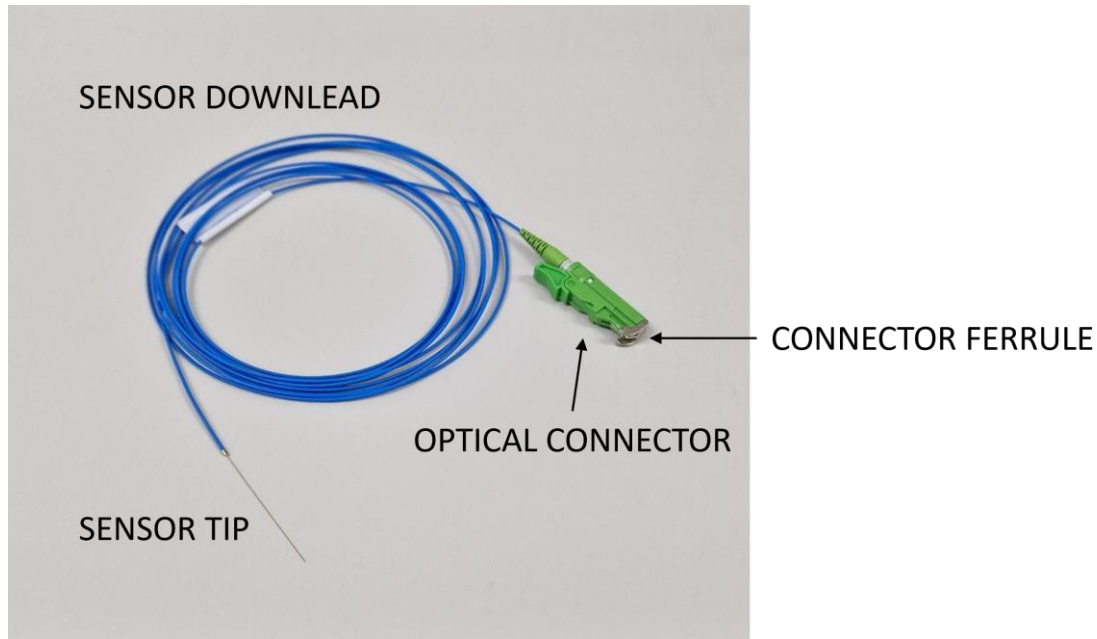 SENSOR DOWNLEAD
CONNECTOR FERRULE
OPTICAL CONNECTOR
SENSOR TIP